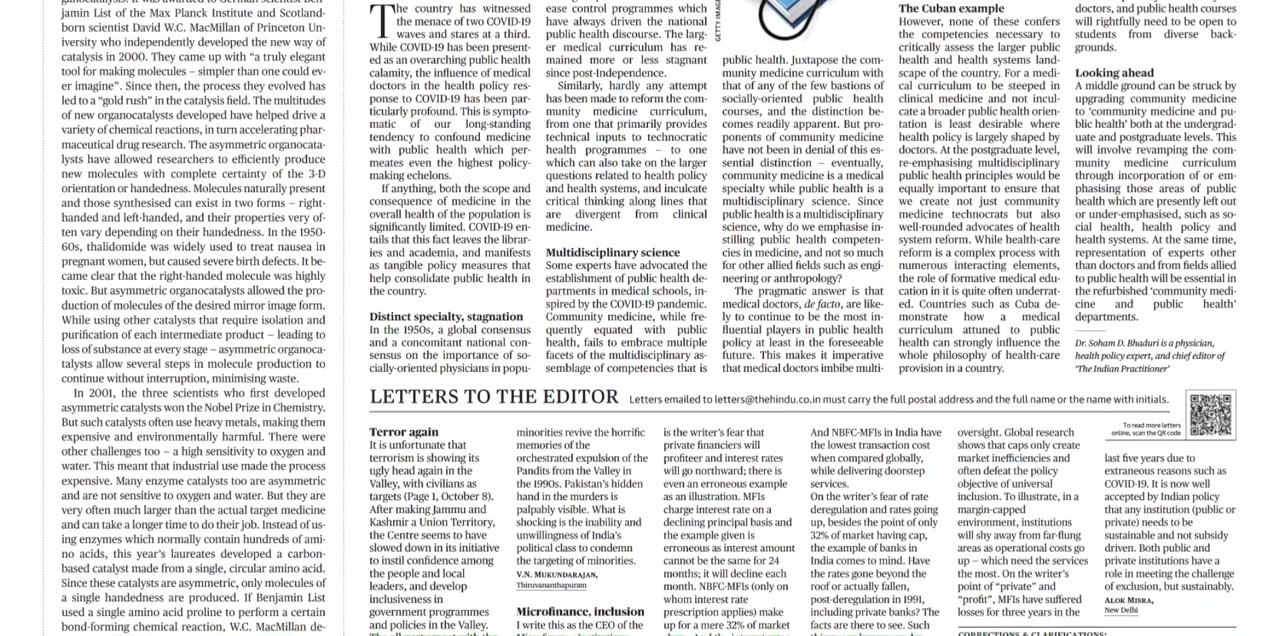 ganocatalysis. It was awarded to German scientist Ben-
jamin List of the Max Planck Institute and Scotland-
born scientist David W.C. MacMillan of Princeton Un-
iversity who independently developed the new way of
catalysis in 2000. They came up with “a truly elegant
tool for making molecules – simpler than one could ev-
er imagine”. Since then, the process they evolved has
led to a “gold rush” in the catalysis field. The multitudes
of new organocatalysts developed have helped drive a
variety of chemical reactions, in turn accelerating phar-
maceutical drug research. The asymmetric organocata-
lysts have allowed researchers to efficiently produce
new molecules with complete certainty of the 3-D
orientation or handedness. Molecules naturally present
and those synthesised can exist in two forms – right-
handed and left-handed, and their properties very of-
ten vary depending on their handedness. In the 1950-
60s, thalidomide was widely used to treat nausea in
pregnant women, but caused severe birth defects. It be-
came clear that the right-handed molecule was highly
toxic. But asymmetric organocatalysts allowed the pro-
duction of molecules of the desired mirror image form.
While using other catalysts that require isolation and
purification of each intermediate product – leading to
loss of substance at every stage – asymmetric organoca-
talysts allow several steps in molecule production to
continue without interruption, minimising waste.
In 2001, the three scientists who first developed
asymmetric catalysts won the Nobel Prize in Chemistry.
But such catalysts often use heavy metals, making them
expensive and environmentally harmful. There were
other challenges too – a high sensitivity to oxygen and
water. This meant that industrial use made the process
expensive. Many enzyme catalysts too are asymmetric
and are not sensitive to oxygen and water. But they are
very often much larger than the actual target medicine
and can take a longer time to do their job. Instead of us-
ing enzymes which normally contain hundreds of ami-
no acids, this year’s laureates developed a carbon-
based catalyst made from a single, circular amino acid.
Since these catalysts are asymmetric, only molecules of
a single handedness are produced. If Benjamin List
used a single amino acid proline to perform a certain
bond-forming chemical reaction, W.C. MacMillan de-
The country has witnessed
the menace of two COVID-19
waves and stares at a third.
While COVID-19 has been present-
ed as an overarching public health
calamity, the influence of medical
doctors in the health policy res-
ponse to COVID-19 has been par-
ticularly profound. This is sympto-
matic of our long-standing
tendency to confound medicine
with public health which per-
meates even the highest policy-
making echelons.
If anything, both the scope and
consequence of medicine in the
overall health of the population is
significantly limited. COVID-19 en-
tails that this fact leaves the librar-
ies and academia, and manifests
as tangible policy measures that
help consolidate public health in
the country.
Distinct specialty, stagnation
In the 1950s, a global consensus
and a concomitant national con-
sensus on the importance of so-
cially-oriented physicians in popu-
ease control programmes which
have always driven the national
public health discourse. The larg-
er medical curriculum has re-
mained more or less stagnant
since post-Independence.
Similarly, hardly any attempt
has been made to reform the com-
munity medicine curriculum,
from one that primarily provides
technical inputs to technocratic
health programmes – to one
which can also take on the larger
questions related to health policy
and health systems, and inculcate
critical thinking along lines that
are divergent from clinical
medicine.
Multidisciplinary science
Some experts have advocated the
establishment of public health de-
partments in medical schools, in-
spired by the COVID-19 pandemic.
Community medicine, while fre-
quently equated with public
health, fails to embrace multiple
facets of the multidisciplinary as-
semblage of competencies that is
GETTY IMAGES
public health. Juxtapose the com-
munity medicine curriculum with
that of any of the few bastions of
socially-oriented public health
courses, and the distinction be-
comes readily apparent. But pro-
ponents of community medicine
have not been in denial of this es-
sential distinction – eventually,
community medicine is a medical
specialty while public health is a
multidisciplinary science. Since
public health is a multidisciplinary
science, why do we emphasise in-
stilling public health competen-
cies in medicine, and not so much
for other allied fields such as engi-
neering or anthropology?
The pragmatic answer is that
medical doctors, de facto, are like-
ly to continue to be the most in-
fluential players in public health
policy at least in the foreseeable
future. This makes it imperative
that medical doctors imbibe multi-
The Cuban example
However, none of these confers
the competencies necessary to
critically assess the larger public
health and health systems land-
scape of the country. For a medi-
cal curriculum to be steeped in
clinical medicine and not incul-
cate a broader public health orien-
tation is least desirable where
health policy is largely shaped by
doctors. At the postgraduate level,
re-emphasising multidisciplinary
public health principles would be
equally important to ensure that
we create not just community
medicine technocrats but also
well-rounded advocates of health
system reform. While health-care
reform is a complex process with
numerous interacting elements,
the role of formative medical edu-
cation in it is quite often underrat-
ed. Countries such as Cuba de-
monstrate how a medical
curriculum attuned to public
health can strongly influence the
whole philosophy of health-care
provision in a country.
doctors, and public health courses
will rightfully need to be open to
students from diverse back-
grounds.
Looking ahead
A middle ground can be struck by
upgrading community medicine
to ‘community medicine and pu-
blic health’ both at the undergrad-
uate and postgraduate levels. This
will involve revamping the com-
munity medicine curriculum
through incorporation of or em-
phasising those areas of public
health which are presently left out
or under-emphasised, such as so-
cial health, health policy and
health systems. At the same time,
representation of experts other
than doctors and from fields allied
to public health will be essential in
the refurbished ‘community medi-
cine and public health’
departments.
Dr. Soham D. Bhaduri is a physician,
health policy expert, and chief editor of
‘The Indian Practitioner’
LETTERS TO THE EDITOR Letters emailed to letters@thehindu.co.in must carry the full postal address and the full name or the name with initials.
To read more letters
online, scan the QR code
Terror again
It is unfortunate that
terrorism is showing its
ugly head again in the
Valley, with civilians as
targets (Page 1, October 8).
After making Jammu and
Kashmir a Union Territory,
the Centre seems to have
slowed down in its initiative
to instil confidence among
the people and local
leaders, and develop
inclusiveness in
government programmes
and policies in the Valley.
minorities revive the horrific
memories of the
orchestrated expulsion of the
Pandits from the Valley in
the 1990s. Pakistan’s hidden
hand in the murders is
palpably visible. What is
shocking is the inability and
unwillingness of India’s
political class to condemn
the targeting of minorities.
V.N. MUKUNDARAJAN,
Thiruvananthapuram
Microfinance, inclusion
I write this as the CEO of the
is the writer’s fear that
private financiers will
profiteer and interest rates
will go northward; there is
even an erroneous example
as an illustration. MFIs
charge interest rate on a
declining principal basis and
the example given is
erroneous as interest amount
cannot be the same for 24
months; it will decline each
month. NBFC-MFIs (only on
whom interest rate
prescription applies) make
up for a mere 32% of market
And NBFC-MFIs in India have
the lowest transaction cost
when compared globally,
while delivering doorstep
services.
On the writer’s fear of rate
deregulation and rates going
up, besides the point of only
32% of market having cap,
the example of banks in
India comes to mind. Have
the rates gone beyond the
roof or actually fallen,
post-deregulation in 1991,
including private banks? The
facts are there to see. Such
oversight. Global research
shows that caps only create
market inefficiencies and
often defeat the policy
objective of universal
inclusion. To illustrate, in a
margin-capped
environment, institutions
will shy away from far-flung
areas as operational costs go
up – which need the services
the most. On the writer’s
point of “private” and
“profit”, MFIs have suffered
losses for three years in the
last five years due to
extraneous reasons such as
COVID-19. It is now well
accepted by Indian policy
that any institution (public or
private) needs to be
sustainable and not subsidy
driven. Both public and
private institutions have a
role in meeting the challenge
of exclusion, but sustainably.
ALOK MISRA,
New Delhi
CORRECTIONS & CLARIFICATIONS: